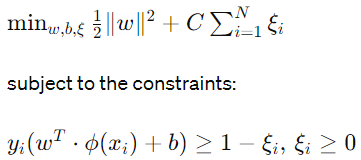 min_{w,b,ξ} ½‖w‖² + C ∑_{i=1}^{N} ξ_i
subject to the constraints:
y_i(w^T · φ(x_i) + b) ≥ 1 − ξ_i, ξ_i ≥ 0